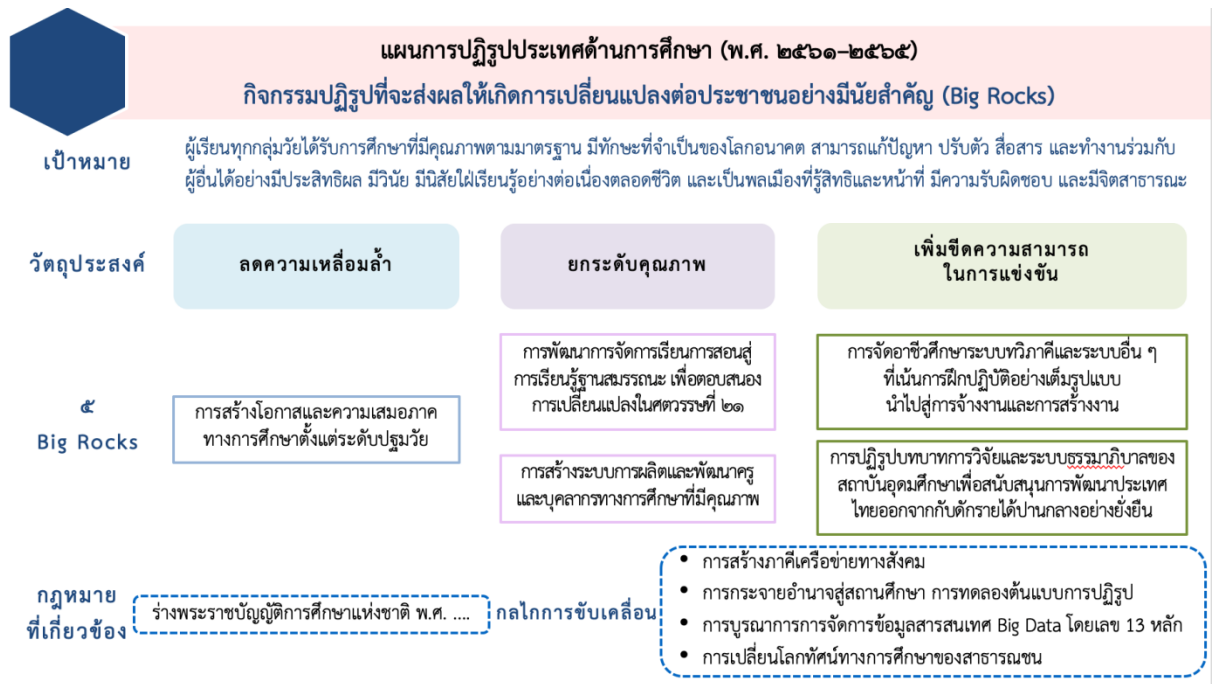 แผนการปฏิรูปประเทศด้านการศึกษา (พ.ศ. ๒๕๖๑–๒๕๖๕)
กิจกรรมปฏิรูปที่จะส่งผลให้เกิดการเปลี่ยนแปลงต่อประชาชนอย่างมีนัยสำคัญ (Big Rocks)
เป้าหมาย
ผู้เรียนทุกกลุ่มวัยได้รับการศึกษาที่มีคุณภาพตามมาตรฐาน มีทักษะที่จำเป็นของโลกอนาคต สามารถแก้ปัญหา ปรับตัว สื่อสาร และทำงานร่วมกับ
ผู้อื่นได้อย่างมีประสิทธิผล มีวินัย มีนิสัยใฝ่เรียนรู้อย่างต่อเนื่องตลอดชีวิต และเป็นพลเมืองที่รู้สิทธิและหน้าที่ มีความรับผิดชอบ และมีจิตสาธารณะ
วัตถุประสงค์
ลดความเหลื่อมล้ำ
ยกระดับคุณภาพ
เพิ่มขีดความสามารถ
ในการแข่งขัน
๕
Big Rocks
การสร้างโอกาสและความเสมอภาค
ทางการศึกษาตั้งแต่ระดับปฐมวัย
การพัฒนาการจัดการเรียนการสอนสู่
การเรียนรู้ฐานสมรรถนะ เพื่อตอบสนอง
การเปลี่ยนแปลงในศตวรรษที่ ๒๑
การสร้างระบบการผลิตและพัฒนาครู
และบุคลากรทางการศึกษาที่มีคุณภาพ
การจัดอาชีวศึกษาระบบทวิภาคีและระบบอื่น ๆ
ที่เน้นการฝึกปฏิบัติอย่างเต็มรูปแบบ
นำไปสู่การจ้างงานและการสร้างงาน
การปฏิรูปบทบาทการวิจัยและระบบธรรมาภิบาลของ
สถาบันอุดมศึกษาเพื่อสนับสนุนการพัฒนาประเทศ
ไทยออกจากกับดักรายได้ปานกลางอย่างยั่งยืน
กฎหมาย
ที่เกี่ยวข้อง
ร่างพระราชบัญญัติการศึกษาแห่งชาติ พ.ศ. ....
กลไกการขับเคลื่อน
• การสร้างภาคีเครือข่ายทางสังคม
• การกระจายอำนาจสู่สถานศึกษา การทดลองต้นแบบการปฏิรูป
• การบูรณาการการจัดการข้อมูลสารสนเทศ Big Data โดยเลข 13 หลัก
• การเปลี่ยนโลกทัศน์ทางการศึกษาของสาธารณชน